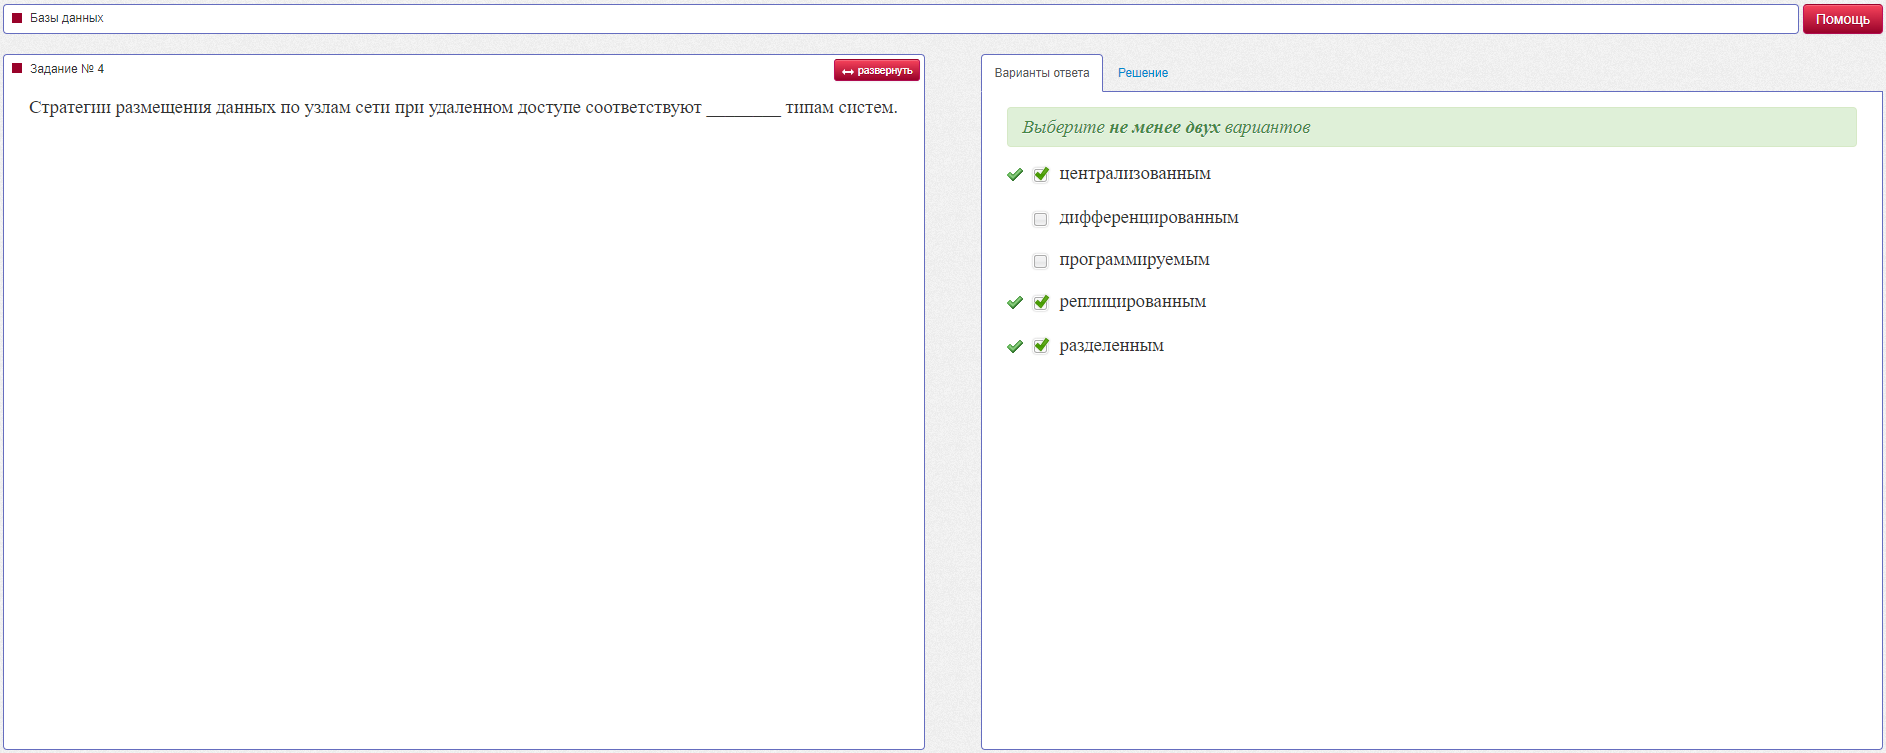 Базы данных
Помощь
Задание № 4
развернуть
Стратегии размещения данных по узлам сети при удаленном доступе соответствуют ________ типам систем.
Варианты ответа
Решение
Выберите не менее двух вариантов
централизованным
дифференцированным
программируемым
реплицированным
разделенным